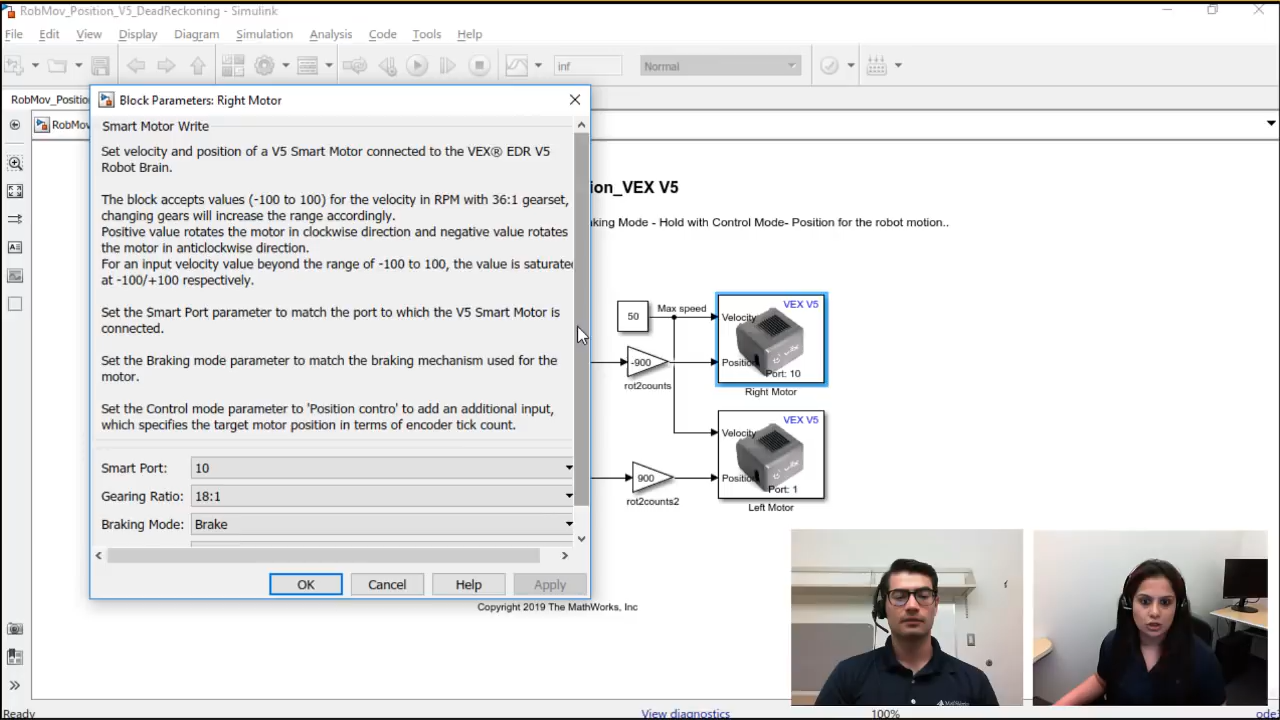 RobMov_Position_V5_DeadReckoning - Simulink
File Edit View Display Diagram Simulation Analysis Code Tools Help
inf
Normal
RobMov_Position
RobMov
Block Parameters: Right Motor
Smart Motor Write
Set velocity and position of a V5 Smart Motor connected to the VEX® EDR V5
Robot Brain.
The block accepts values (-100 to 100) for the velocity in RPM with 36:1 gearset,
changing gears will increase the range accordingly.
Positive value rotates the motor in clockwise direction and negative value rotates
the motor in anticlockwise direction.
For an input velocity value beyond the range of -100 to 100, the value is saturate
at -100/+100 respectively.
Set the Smart Port parameter to match the port to which the V5 Smart Motor is
connected.
Set the Braking mode parameter to match the braking mechanism used for the
motor.
Set the Control mode parameter to 'Position contro' to add an additional input,
which specifies the target motor position in terms of encoder tick count.
Smart Port: 10
Gearing Ratio: 18:1
Braking Mode: Brake
OK Cancel Help Apply
ion_VEX V5
aking Mode - Hold with Control Mode- Position for the robot motion..
50
Max speed
VEX V5
Velocity
-900
Position
Port: 10
rot2counts
Right Motor
VEX V5
Velocity
900
Position
Port: 1
rot2counts2
Left Motor
Copyright 2019 The MathWorks, Inc
MathWorks
Ready
View diagnostics
100%
ode